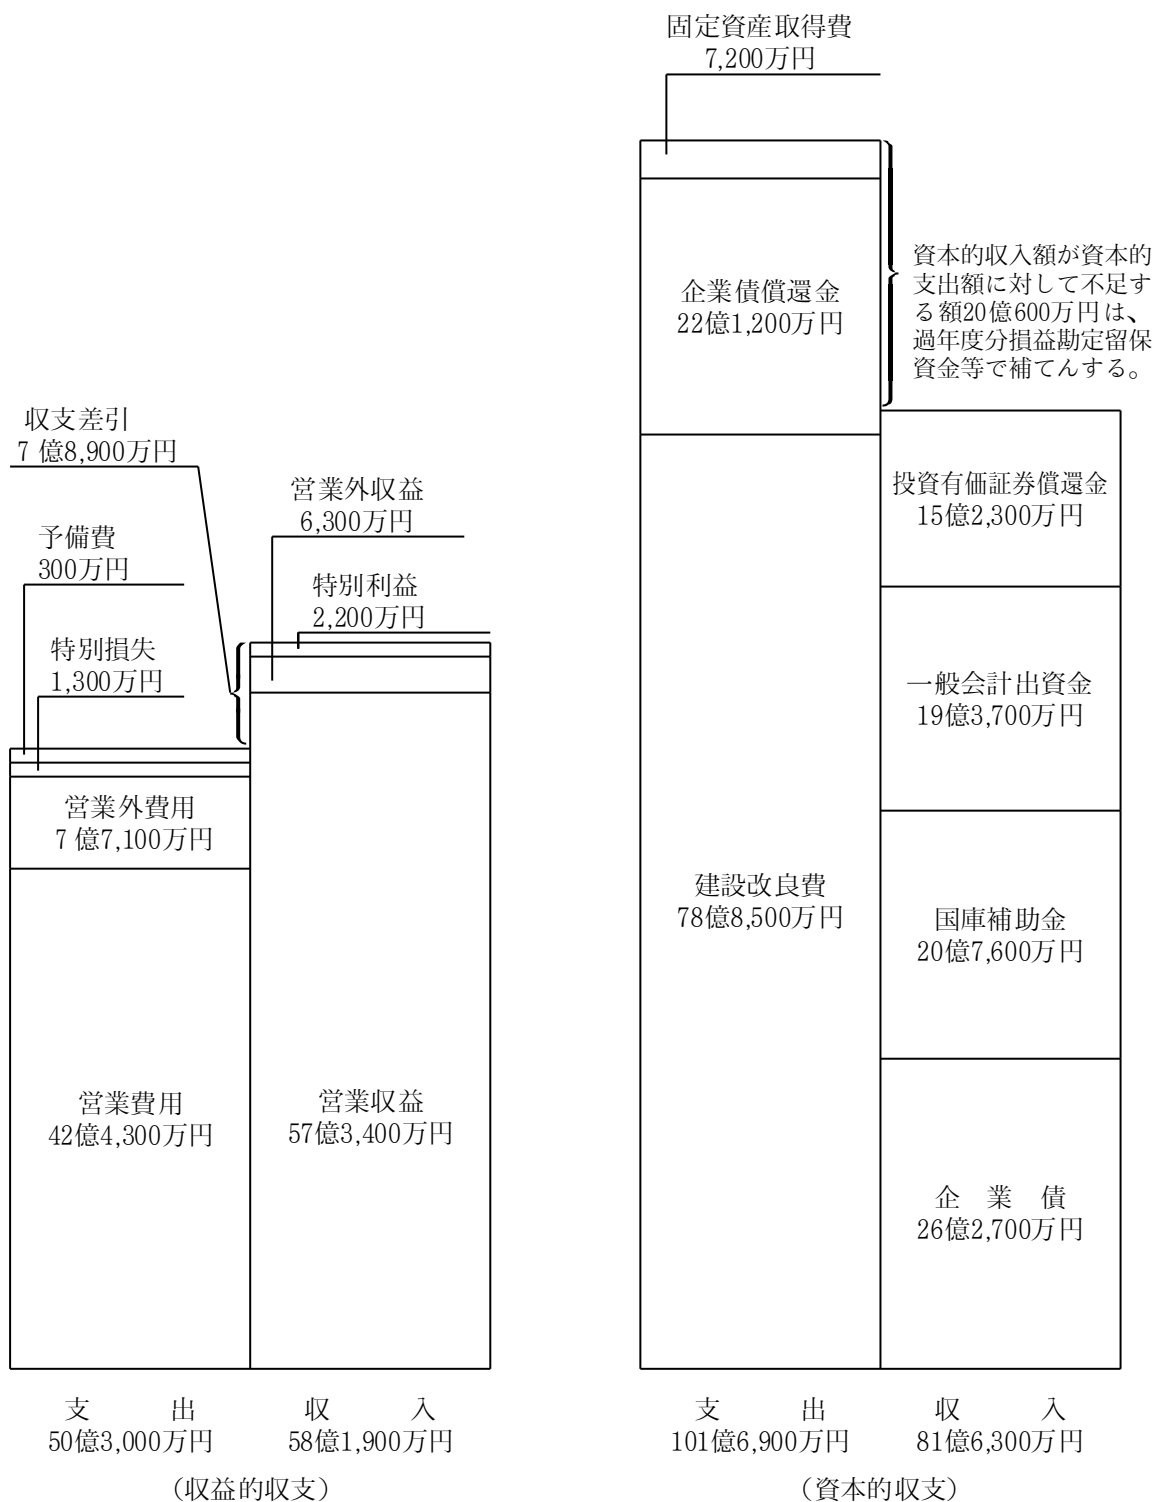 収支差引
7億8,900万円
予備費
300万円
特別損失
1,300万円
営業外費用
7億7,100万円
営業費用
42億4,300万円
営業外収益
6,300万円
特別利益
2,200万円
営業収益
57億3,400万円
支　出
50億3,000万円
収　入
58億1,900万円
（収益的収支）
固定資産取得費
7,200万円
企業債償還金
22億1,200万円
建設改良費
78億8,500万円
資本的収入額が資本的
支出額に対して不足す
る額20億600万円は、
過年度分損益勘定留保
資金等で補てんする。
投資有価証券償還金
15億2,300万円
一般会計出資金
19億3,700万円
国庫補助金
20億7,600万円
企　業　債
26億2,700万円
支　出
101億6,900万円
収　入
81億6,300万円
（資本的収支）